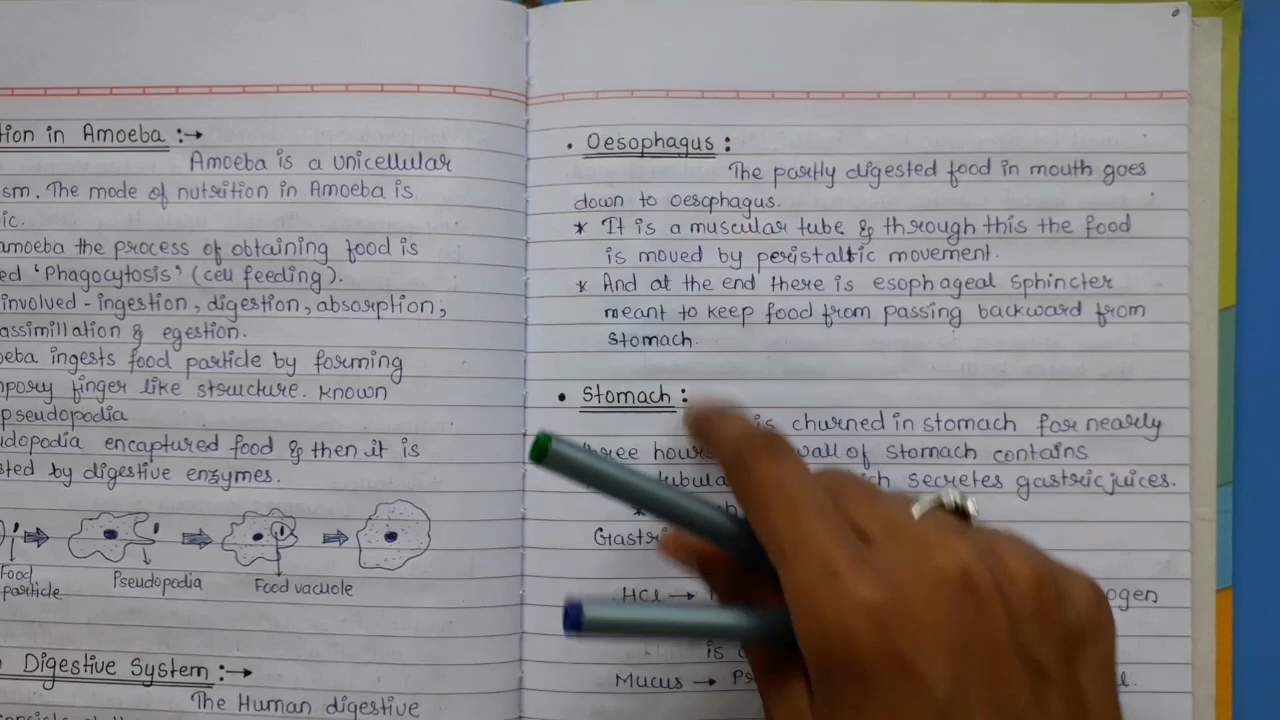 tion in Amoeba :→
Amoeba is a unicellular
sm. The mode of nutrition in Amoeba is
ic.
amoeba the process of obtaining food is
ed 'Phagocytosis' (cell feeding).
involved - ingestion, digestion, absorption,
assimillation & egestion.
eba ingests food particle by forming
porary finger like structure. known
pseudopodia
dopodia encaptured food & then it is
sted by digestive enzymes.
Food
particle
Pseudopodia
Food vacuole
Digestive System :→
The Human digestive
• Oesophagus :
The partly digested food in mouth goes
down to oesophagus.
* It is a muscular tube & through this the food
is moved by peristaltic movement.
* And at the end there is esophageal sphincter
meant to keep food from passing backward from
stomach.
• Stomach :
is churned in stomach for nearly
three hours wall of stomach contains
tubula ich secretes gastric juices.
*
Gastri
HCl → ogen
is
Mucus →